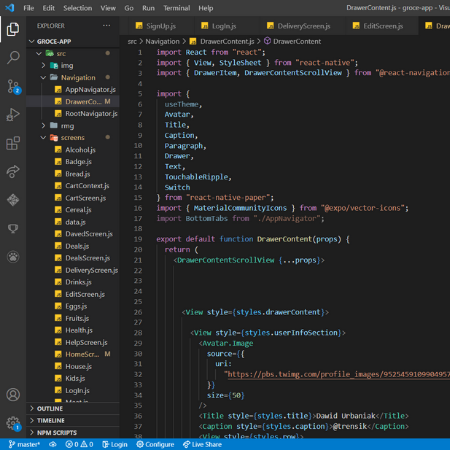 File Edit Selection View Go Run Terminal Help DrawerContent.js - groce-app - V
EXPLORER ...
SignUp.js LogIn.js DeliveryScreen.js EditScreen.js Draw
GROCE-APP
src > Navigation > DrawerContent.js > DrawerContent
src
img
Navigation
AppNavigator.js
DrawerCo... M
RootNavigator.js
rmg
screens
Alcohol.js
Badge.js
Bread.js
CartContext.js
CartScreen.js
Cereal.js
data.js
DavedScreen.js
Deals.js
DealsScreen.js
DeliveryScreen.js
Drinks.js
EditScreen.js
Eggs.js
Fruits.js
Health.js
HelpScreen.js
HomeScr... M
House.js
Kids.js
LogIn.js
OUTLINE
TIMELINE
NPM SCRIPTS
1 import React from "react";
2 import { View, StyleSheet } from "react-native";
3 import { DrawerItem, DrawerContentScrollView } from "@react-navigation
4
5 import {
6 useTheme,
7 Avatar,
8 Title,
9 Caption,
10 Paragraph,
11 Drawer,
12 Text,
13 TouchableRipple,
14 Switch
15 } from "react-native-paper";
16 import { MaterialCommunityIcons } from "@expo/vector-icons";
17 import BottomTabs from "./AppNavigator";
18
19 export default function DrawerContent(props) {
20 return (
21 <DrawerContentScrollView {...props}>
22
23
24
25
26 <View style={styles.drawerContent}>
27
28 <View style={styles.userInfoSection}>
29 <Avatar.Image
30 source={{
31 uri:
32 "https://pbs.twimg.com/profile_images/952545910990495
33 }}
34 size={50}
35 />
36 <Title style={styles.title}>Dawid Urbaniak</Title>
37 <Caption style={styles.caption}>@trensik</Caption>
38 <View style={styles.row}>
master* 0 0 Login Configure Live Share